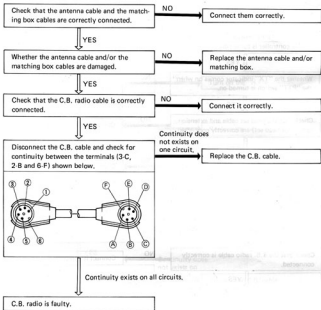 Check that the antenna cable and the match-
ing box cables are correctly connected.
NO
Connect them correctly.
YES
Whether the antenna cable and/or the
matching box cables are damaged.
NO
Replace the antenna cable and/or
matching box.
YES
Check that the C.B. radio cable is correctly
connected.
NO
Connect it correctly.
YES
Disconnect the C.B. cable and check for
continuity between the terminals (3-C,
2-B and 6-F) shown below.
Continuity does
not exists on
one circuit.
Replace the C.B. cable.
3 2 1
4 5 6
F E D
A B C
Continuity exists on all circuits.
C.B. radio is faulty.